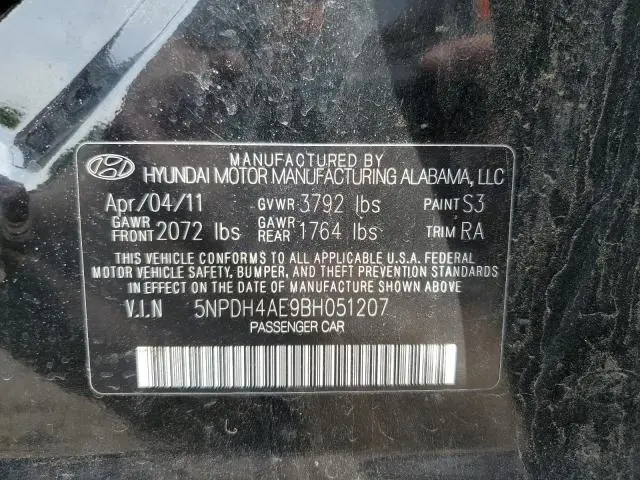 MANUFACTURED BY
HYUNDAI MOTOR MANUFACTURING ALABAMA, LLC
Apr/04/11 GVWR 3792 lbs PAINT S3
GAWR FRONT 2072 lbs GAWR REAR 1764 lbs TRIM RA
THIS VEHICLE CONFORMS TO ALL APPLICABLE U.S.A. FEDERAL
MOTOR VEHICLE SAFETY, BUMPER, AND THEFT PREVENTION STANDARDS
IN EFFECT ON THE DATE OF MANUFACTURE SHOWN ABOVE
V.I.N 5NPDH4AE9BH051207
PASSENGER CAR